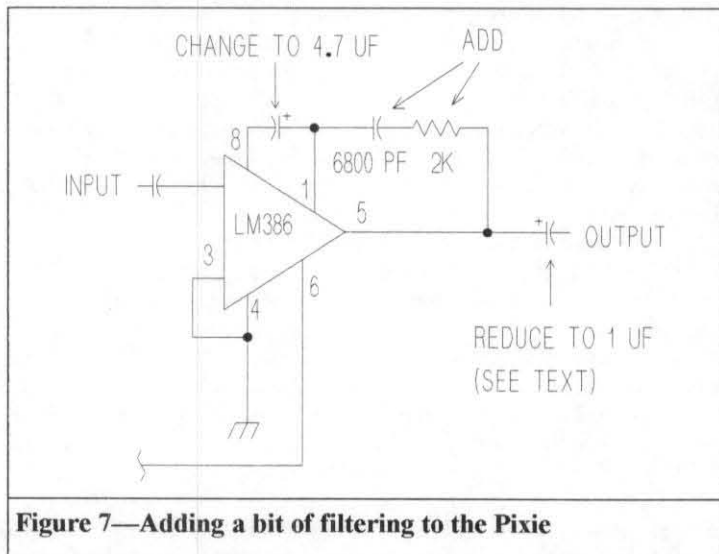 CHANGE TO 4.7 UF
ADD
8
6800 PF 2K
INPUT
1
LM386
5
OUTPUT
3
6
4
REDUCE TO 1 UF
(SEE TEXT)
Figure 7—Adding a bit of filtering to the Pixie